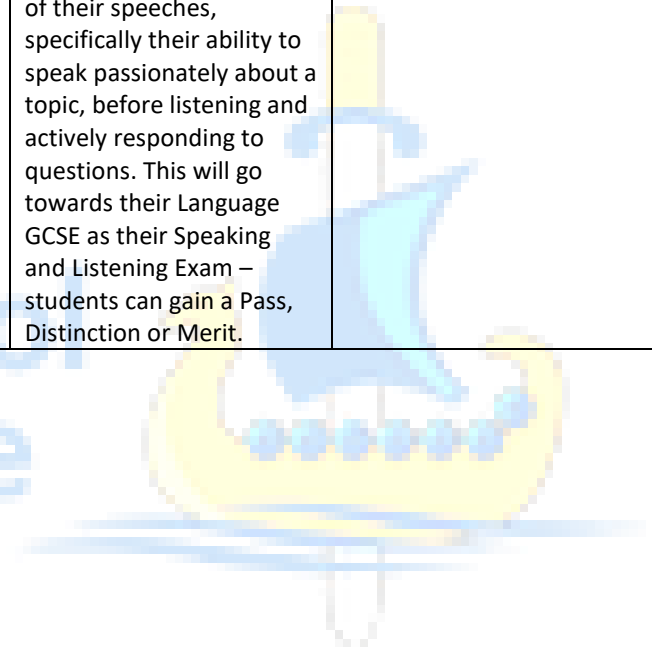 of their speeches,
specifically their ability to
speak passionately about a
topic, before listening and
actively responding to
questions. This will go
towards their Language
GCSE as their Speaking
and Listening Exam –
students can gain a Pass,
Distinction or Merit.